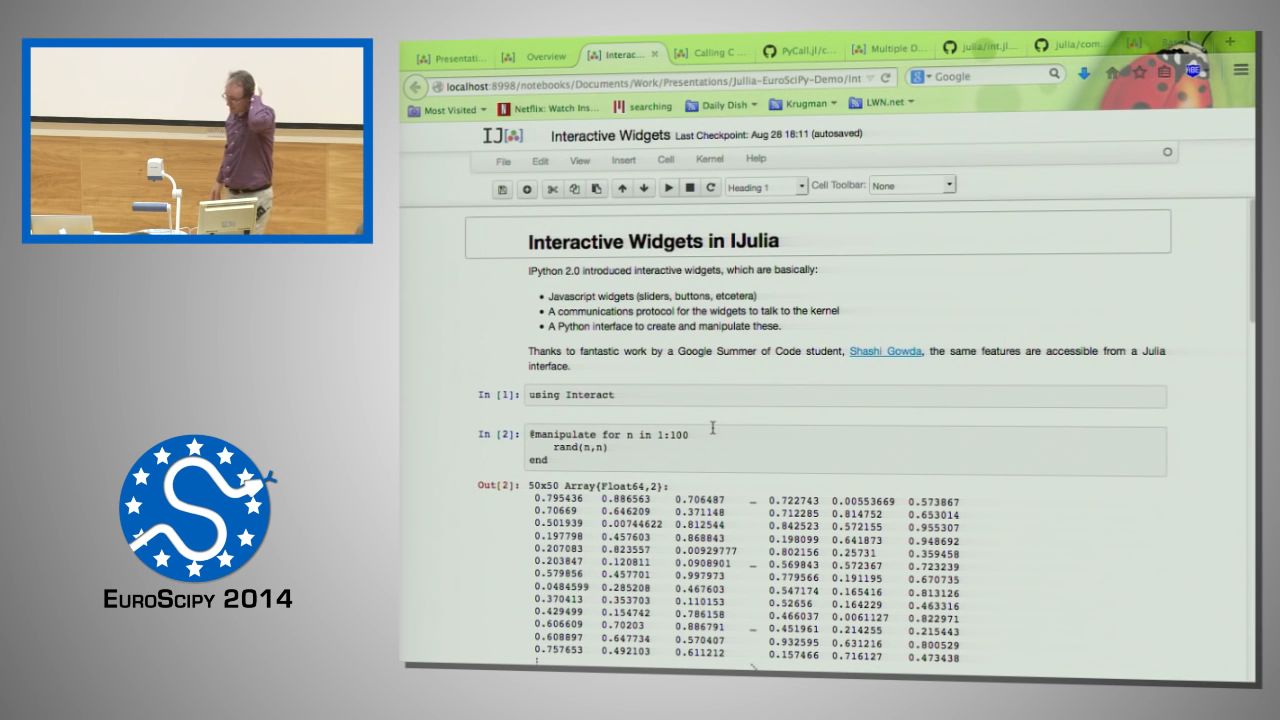 Presentati...
Overview
Interac...
Calling C ...
PyCall.jl/c...
Multiple D...
julia/int.jl...
julia/com...
localhost:8998/notebooks/Documents/Work/Presentations/Jullia-EuroSciPy-Demo/Int
Google
Most Visited
Netflix: Watch Ins...
searching
Daily Dish
Krugman
LWN.net
IJ
Interactive Widgets Last Checkpoint: Aug 28 18:11 (autosaved)
File Edit View Insert Cell Kernel Help
Heading 1
Cell Toolbar: None
Interactive Widgets in IJulia
IPython 2.0 introduced interactive widgets, which are basically:
• Javascript widgets (sliders, buttons, etcetera)
• A communications protocol for the widgets to talk to the kernel
• A Python interface to create and manipulate these.
Thanks to fantastic work by a Google Summer of Code student, Shashi Gowda, the same features are accessible from a Julia
interface.
In [1]: using Interact
In [2]: @manipulate for n in 1:100
rand(n,n)
end
Out[2]: 50x50 Array{Float64,2}:
0.795436 0.886563 0.706487 … 0.722743 0.00553669 0.573867
0.70669 0.646209 0.371148 0.712285 0.814752 0.653014
0.501939 0.00744622 0.812544 0.842523 0.572155 0.955307
0.197798 0.457603 0.868843 0.198099 0.641873 0.948692
0.207083 0.823557 0.00929777 0.802156 0.25731 0.359458
0.203847 0.120811 0.0908901 … 0.569843 0.572367 0.723239
0.579856 0.457701 0.997973 0.779566 0.191195 0.670735
0.0484599 0.285208 0.467603 0.547174 0.165416 0.813126
0.370413 0.353703 0.110153 0.52656 0.164229 0.463316
0.429499 0.154742 0.786158 0.466037 0.0061127 0.822971
0.606609 0.70203 0.886791 … 0.451961 0.214255 0.215443
0.608897 0.647734 0.570407 0.932595 0.631216 0.800529
0.757653 0.492103 0.611212 0.157466 0.716127 0.473438
EUROSCIPY 2014